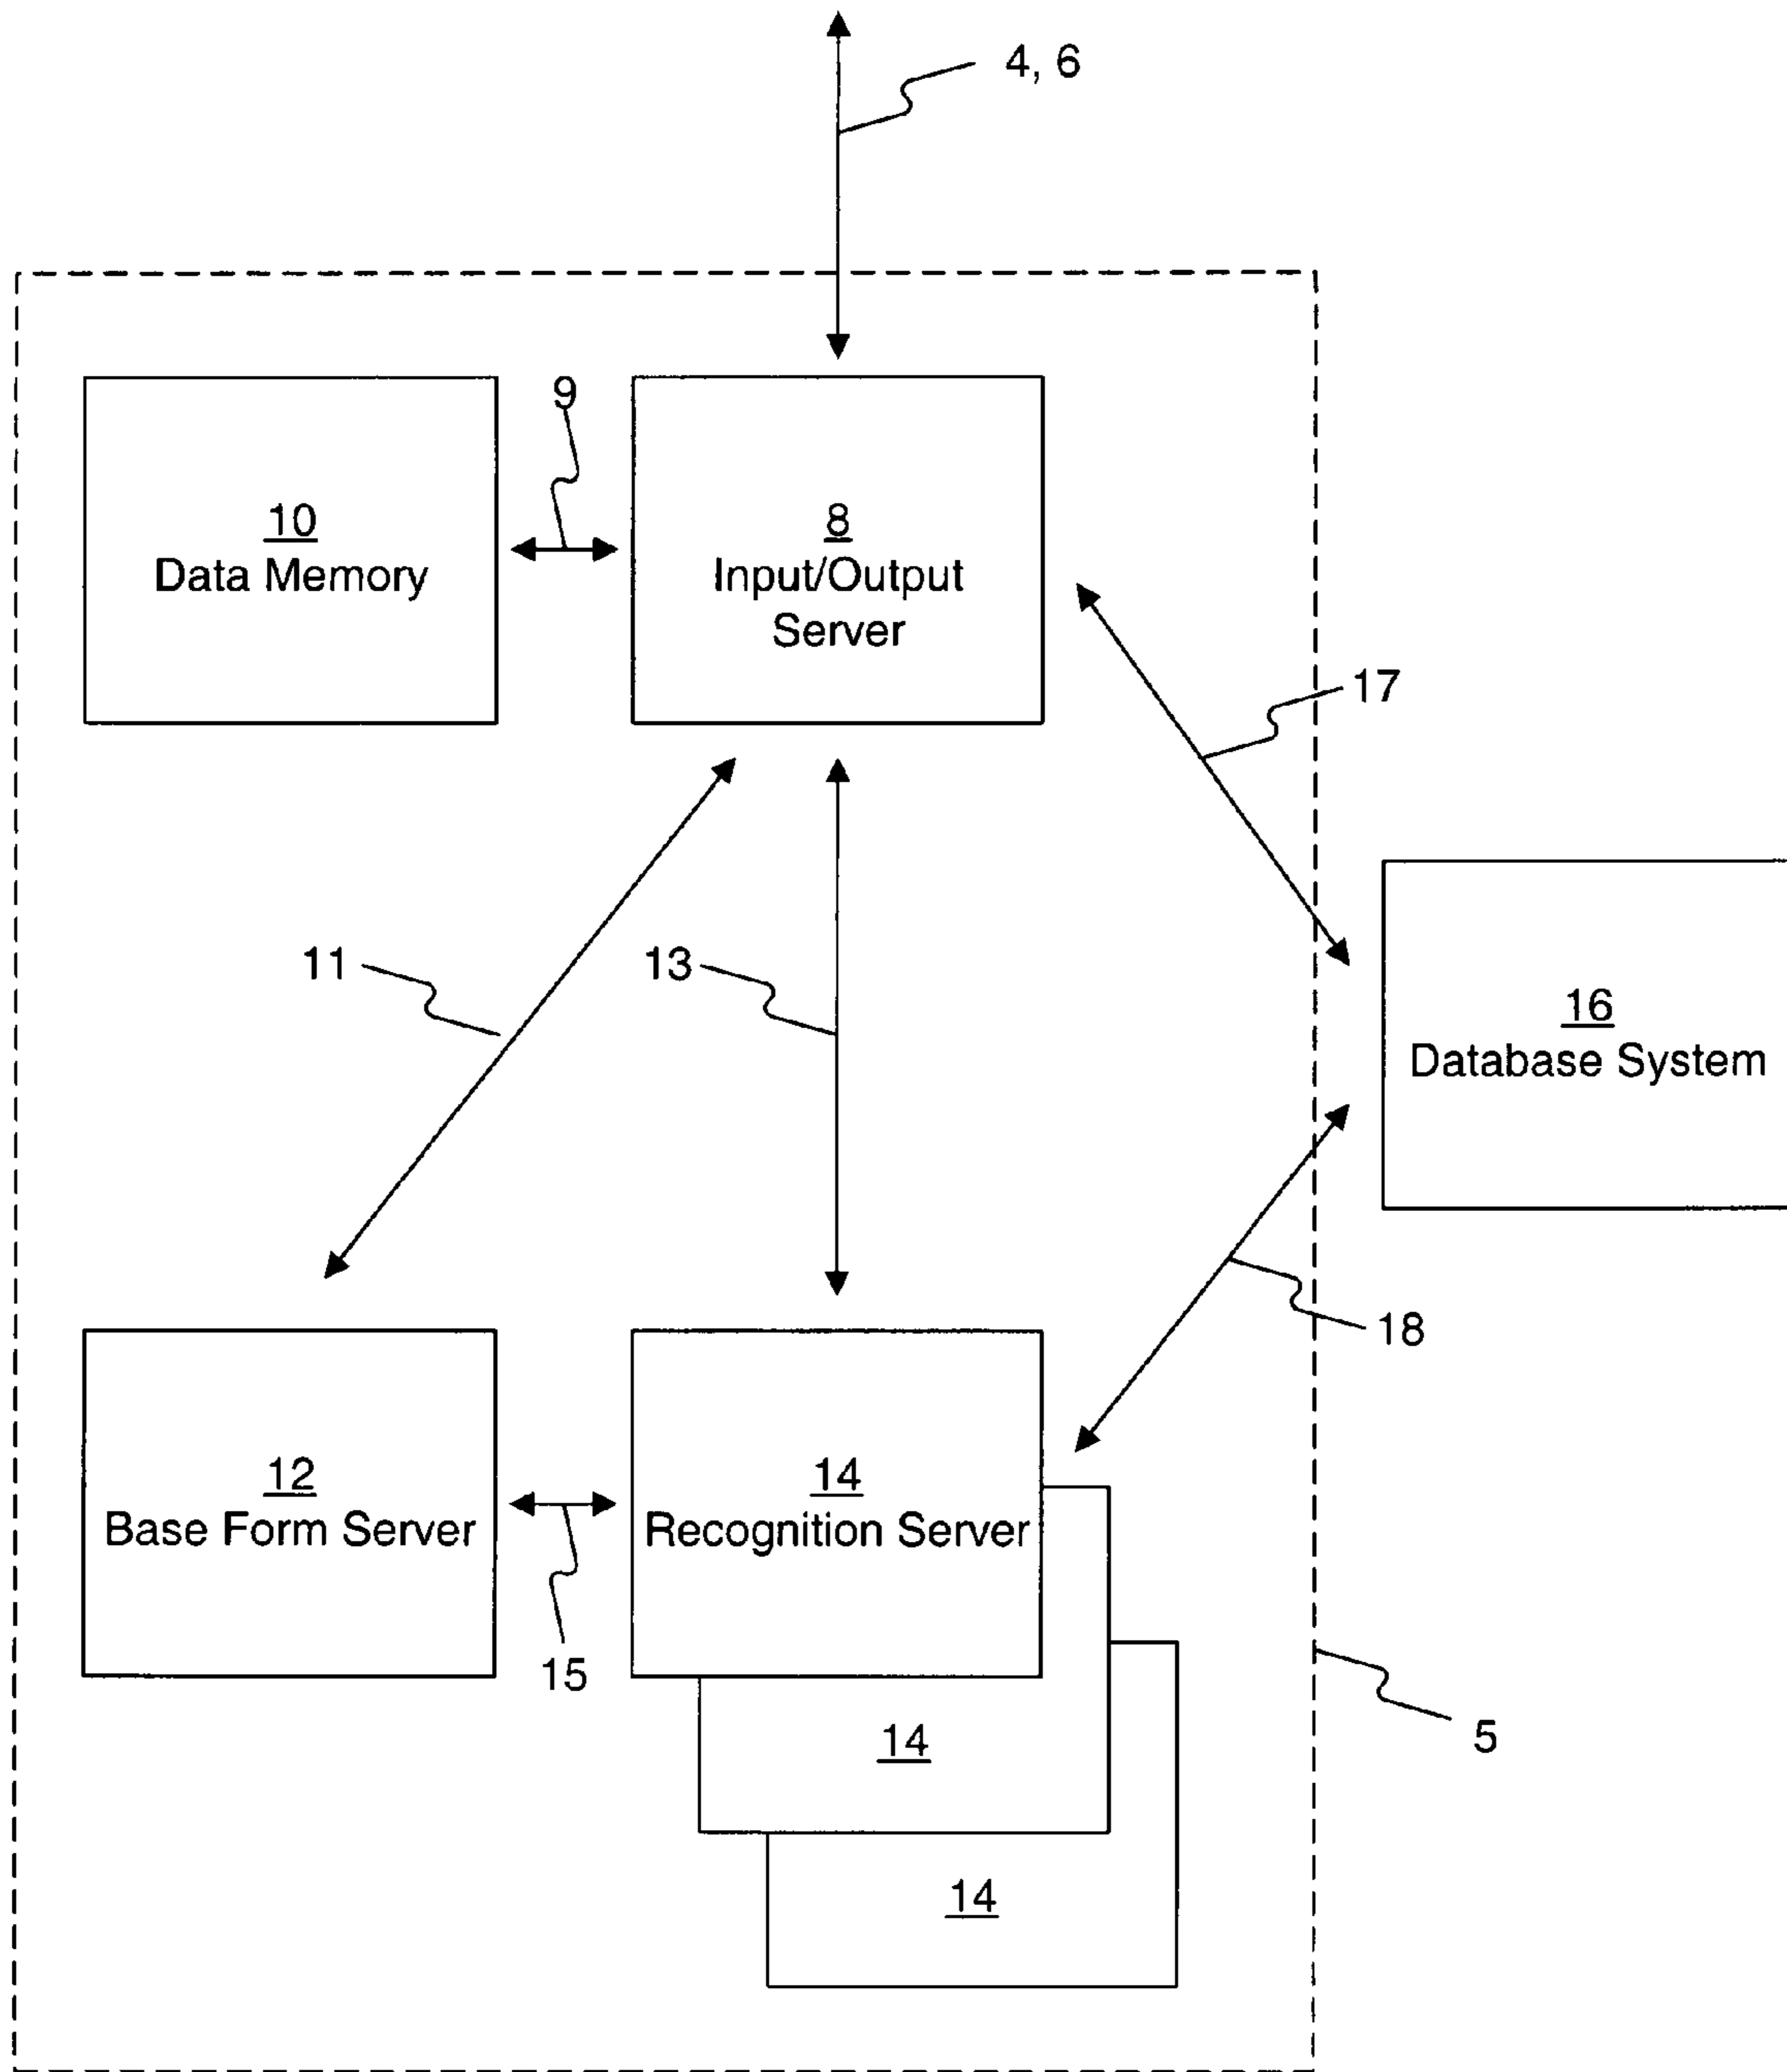 4, 6
9
10
Data Memory
8
Input/Output
Server
17
11
13
16
Database System
18
12
Base Form Server
14
Recognition Server
15
14
5
14